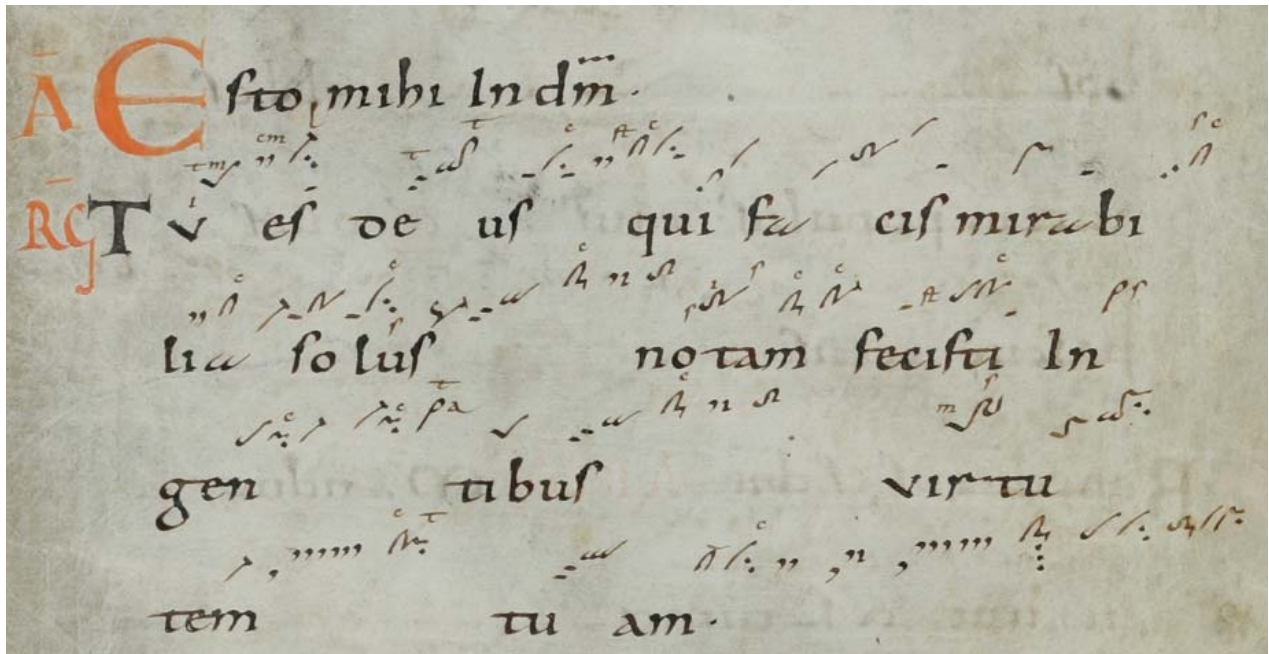 Ā Esto mihi In dm̄.
RG Tu es de us qui fa cis mira bi
lia so lus no tam fecisti In
gen tibus vir tu
tem tu am.